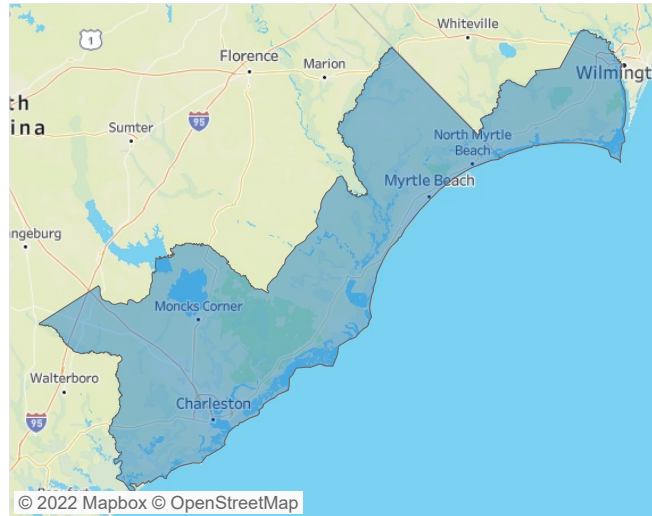 Whiteville
1
Florence
Marion
Wilmingt
th
ina
95
Sumter
North Myrtle
Beach
Myrtle Beach
angeburg
Moncks Corner
Walterboro
Charleston
95
© 2022 Mapbox © OpenStreetMap